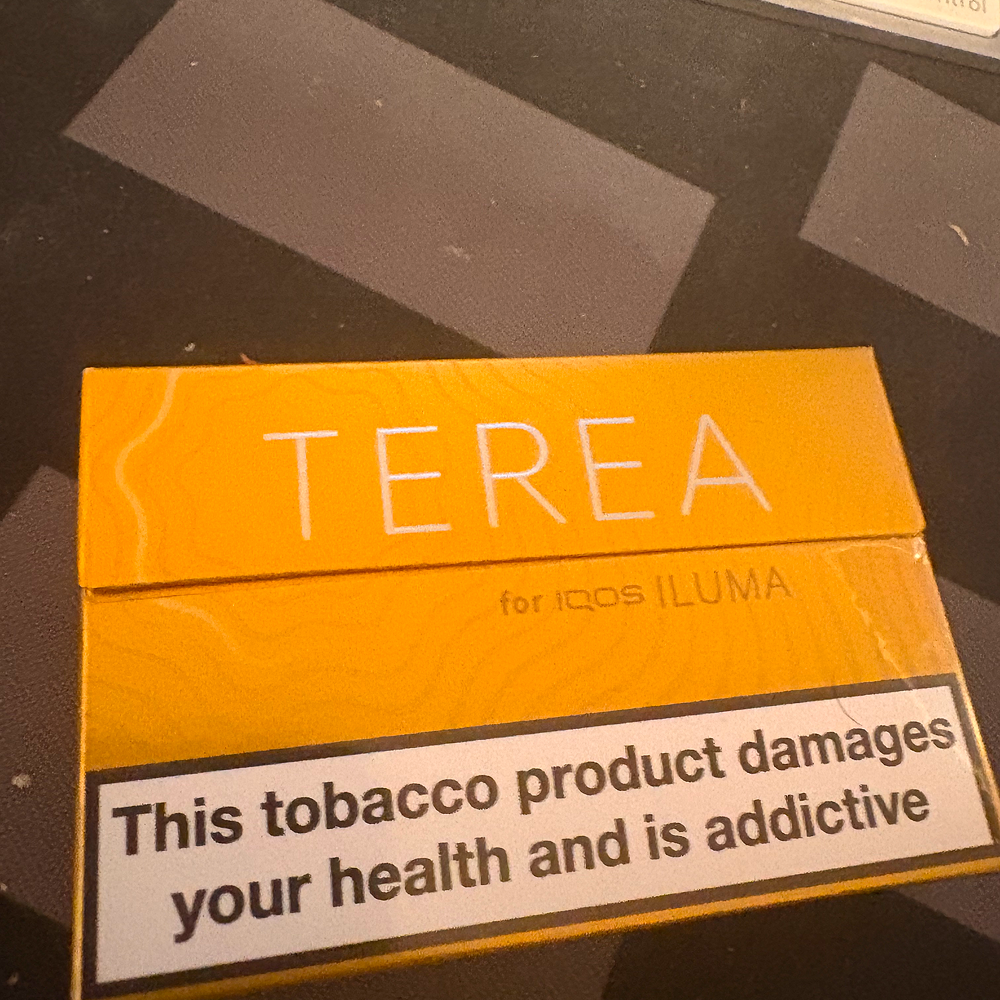 TEREA
for IQOS ILUMA
This tobacco product damages
your health and is addictive